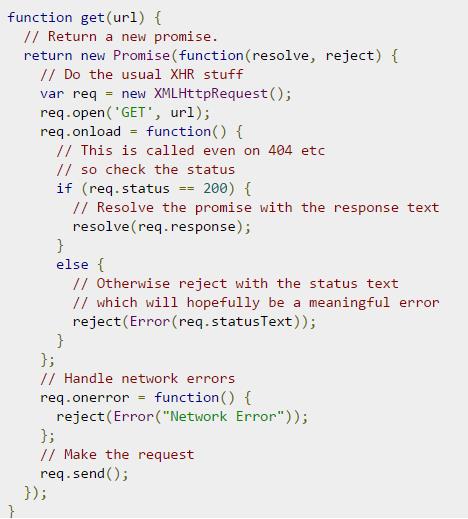 function get(url) {
  // Return a new promise.
  return new Promise(function(resolve, reject) {
    // Do the usual XHR stuff
    var req = new XMLHttpRequest();
    req.open('GET', url);
    req.onload = function() {
      // This is called even on 404 etc
      // so check the status
      if (req.status == 200) {
        // Resolve the promise with the response text
        resolve(req.response);
      }
      else {
        // Otherwise reject with the status text
        // which will hopefully be a meaningful error
        reject(Error(req.statusText));
      }
    };
    // Handle network errors
    req.onerror = function() {
      reject(Error("Network Error"));
    };
    // Make the request
    req.send();
  });
}